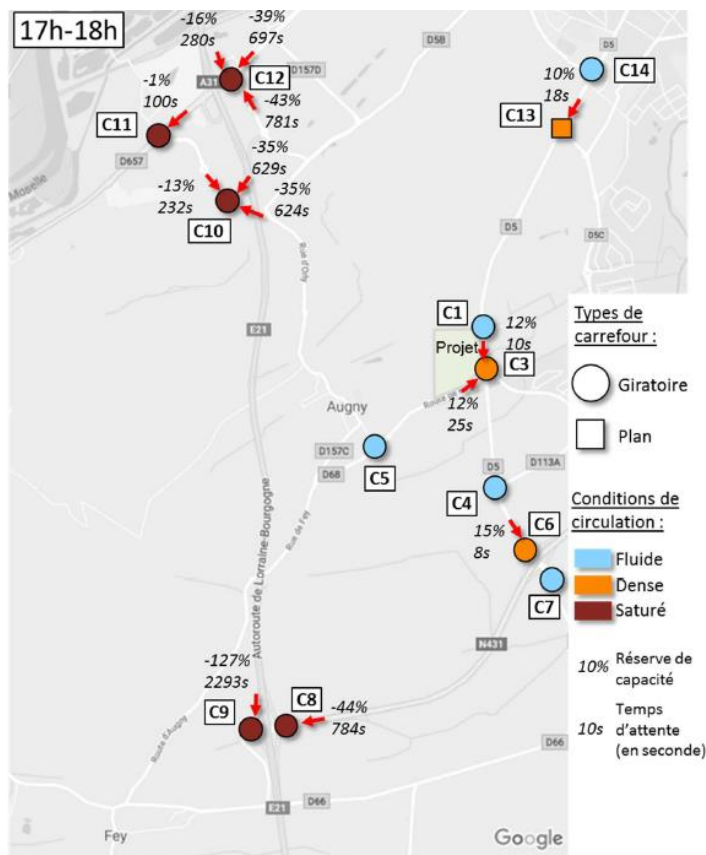 17h-18h
-16%
280s
-39%
697s
D5B
D5
A31
C12
D157D
-1%
100s
-43%
781s
10%
18s
C14
C13
C11
D657
Moselle
-35%
629s
-13%
232s
-35%
624s
C10
Rue d'Orly
D5
D5C
E21
C1
12%
10s
Projet
C3
Augny
12%
25s
D157C
D68
C5
D5
D113A
C4
Rue de Fey
Autoroute de Lorraine-Bourgogne
15%
8s
C6
C7
N431
-127%
2293s
C9
C8
-44%
784s
Route d'Augny
D66
E21
D66
Fey
Google
Types de
carrefour :
Giratoire
Plan
Conditions de
circulation :
Fluide
Dense
Saturé
10% Réserve de
capacité
10s Temps
d'attente
(en seconde)